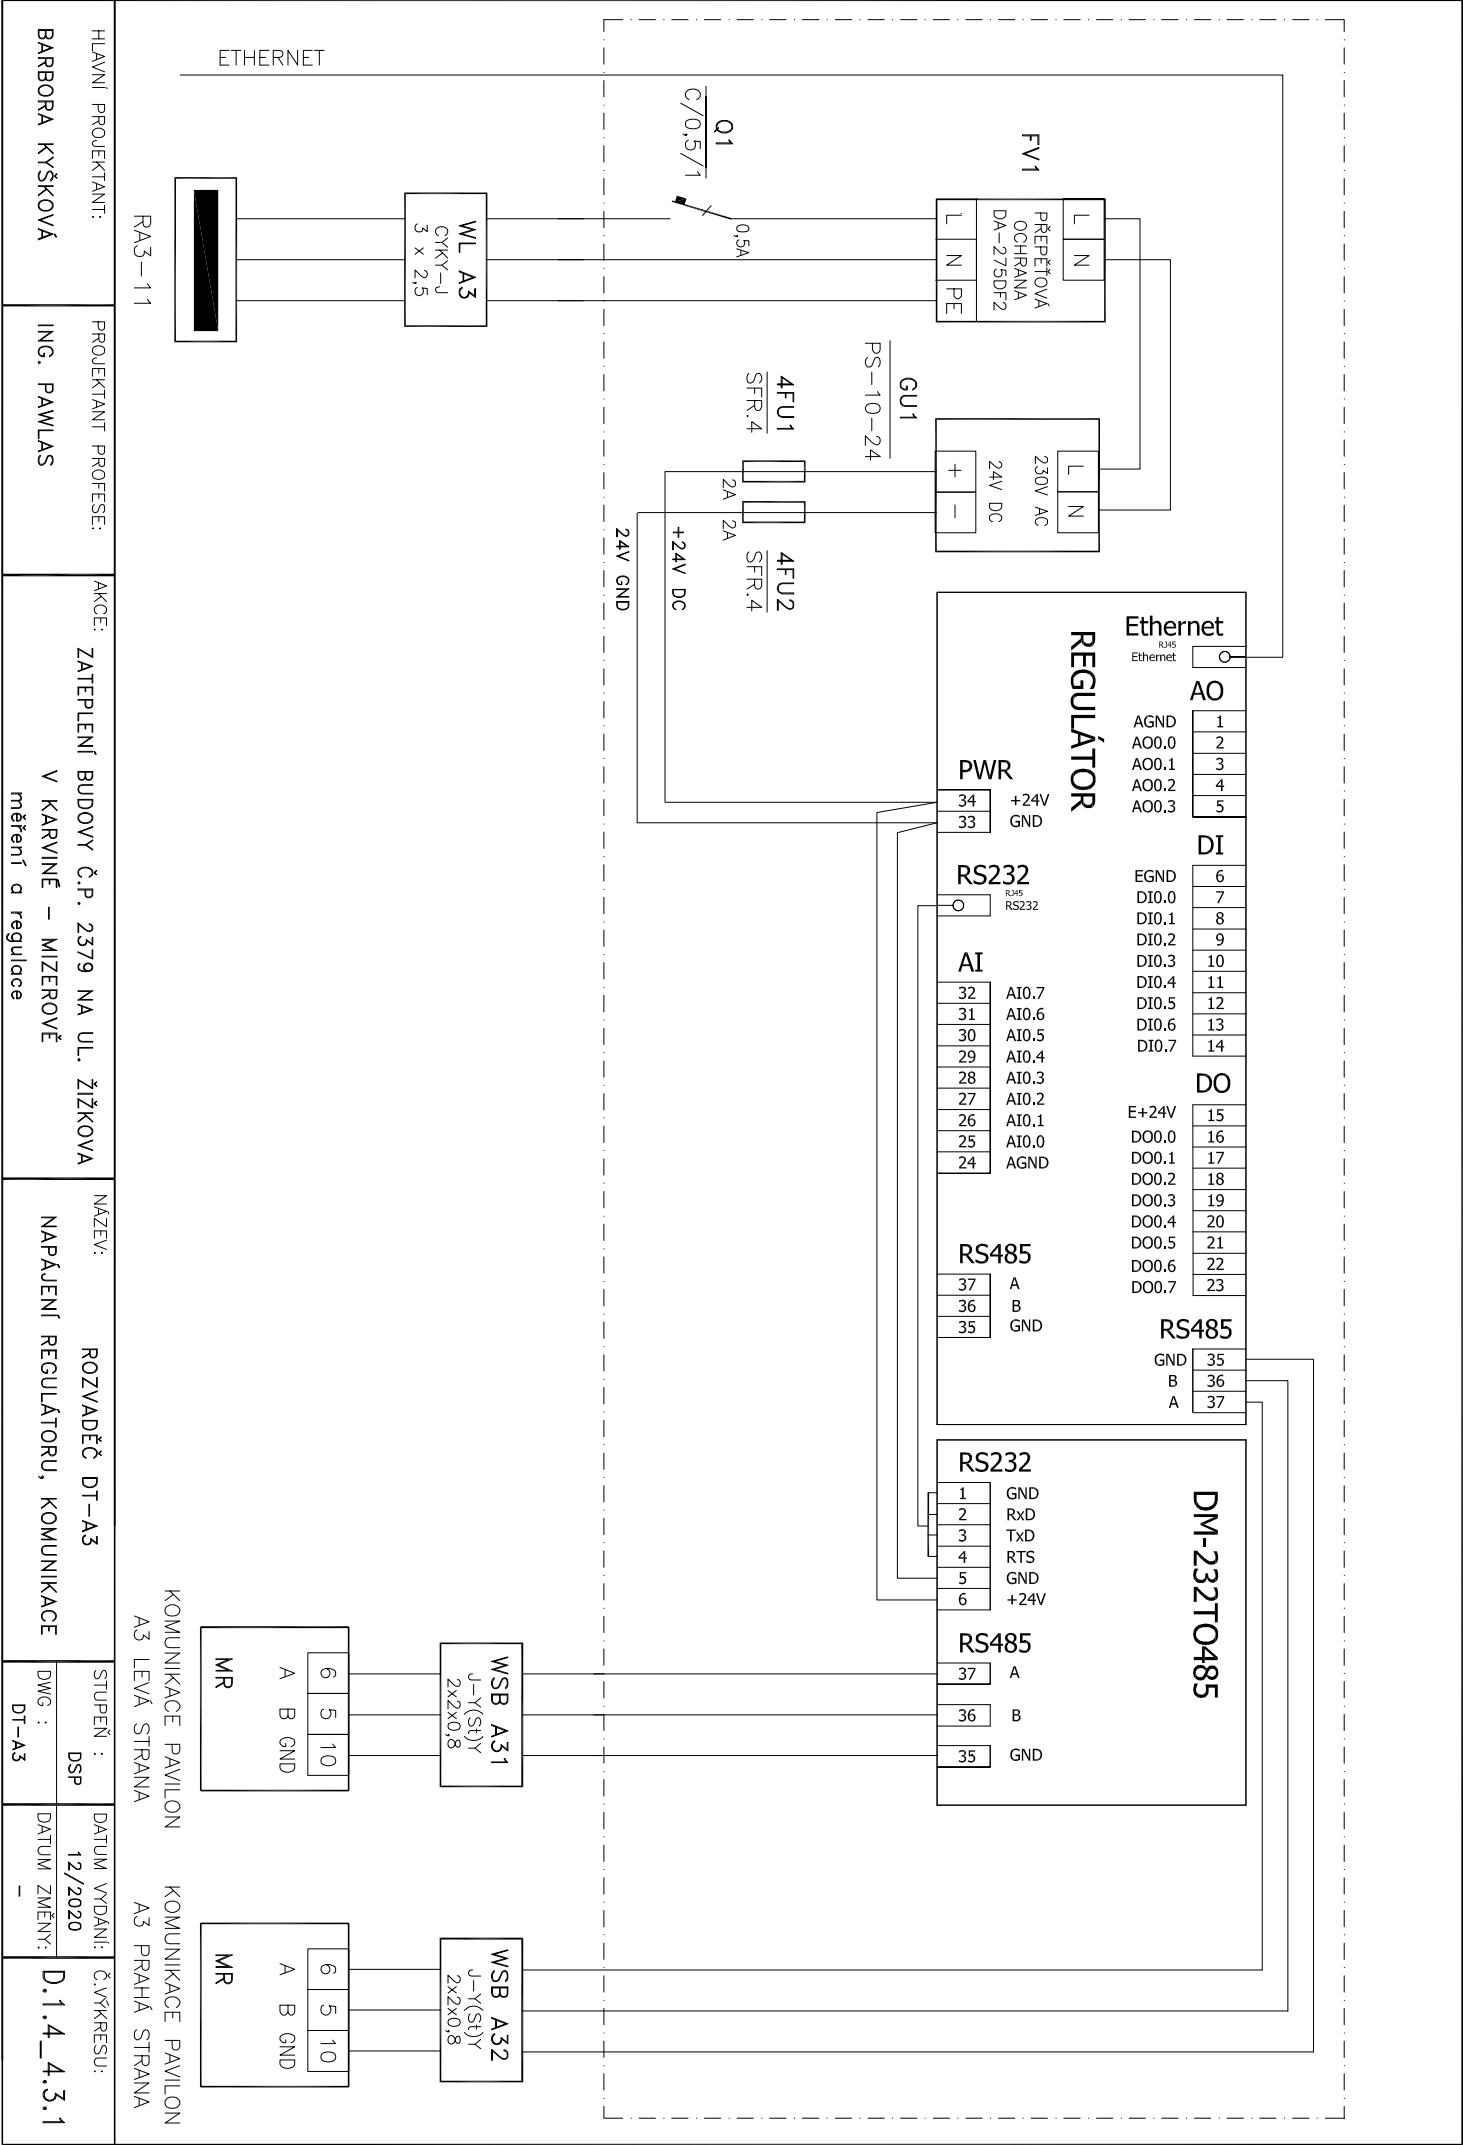 ETHERNET
Q1
C/0,5/1
0,5A
FV1
L
N
PŘEPĚŤOVÁ
OCHRANA
DA-275DF2
L
N
PE
WL A3
CYKY-J
3 x 2,5
RA3-11
GU1
PS-10-24
L
N
230V AC
24V DC
+
-
4FU1
SFR.4
2A
2A
4FU2
SFR.4
+24V DC
24V GND
REGULÁTOR
Ethernet
RJ45
Ethernet
AO
AGND 1
AO0.0 2
AO0.1 3
AO0.2 4
AO0.3 5
DI
EGND 6
DI0.0 7
DI0.1 8
DI0.2 9
DI0.3 10
DI0.4 11
DI0.5 12
DI0.6 13
DI0.7 14
DO
E+24V 15
DO0.0 16
DO0.1 17
DO0.2 18
DO0.3 19
DO0.4 20
DO0.5 21
DO0.6 22
DO0.7 23
RS485
GND 35
B 36
A 37
PWR
34 +24V
33 GND
RS232
RJ45
RS232
AI
32 AI0.7
31 AI0.6
30 AI0.5
29 AI0.4
28 AI0.3
27 AI0.2
26 AI0.1
25 AI0.0
24 AGND
RS485
37 A
36 B
35 GND
DM-232TO485
RS232
1 GND
2 RxD
3 TxD
4 RTS
5 GND
6 +24V
RS485
37 A
36 B
35 GND
WSB A31
J-Y(St)Y
2x2x0,8
6 5 10
A B GND
MR
KOMUNIKACE PAVILON
A3 LEVÁ STRANA
WSB A32
J-Y(St)Y
2x2x0,8
6 5 10
A B GND
MR
KOMUNIKACE PAVILON
A3 PRAHÁ STRANA
HLAVNÍ PROJEKTANT:
BARBORA KYŠKOVÁ
PROJEKTANT PROFESE:
ING. PAWLAS
AKCE:
ZATEPLENÍ BUDOVY Č.P. 2379 NA UL. ŽIŽKOVA
V KARVINÉ - MIZEROVĚ
měření a regulace
NÁZEV:
ROZVADĚČ DT-A3
NAPÁJENÍ REGULÁTORU, KOMUNIKACE
STUPEŇ :
DSP
DWG :
DT-A3
DATUM VYDÁNÍ:
12/2020
DATUM ZMĚNY:
-
Č.VÝKRESU:
D.1.4_4.3.1